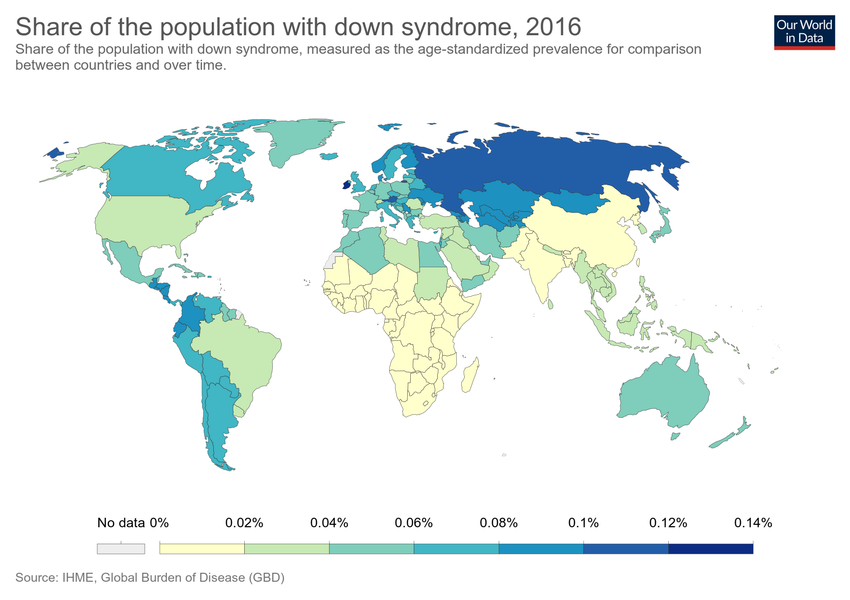 Share of the population with down syndrome, 2016
Share of the population with down syndrome, measured as the age-standardized prevalence for comparison
between countries and over time.
Our World
in Data
No data 0% 0.02% 0.04% 0.06% 0.08% 0.1% 0.12% 0.14%
Source: IHME, Global Burden of Disease (GBD)